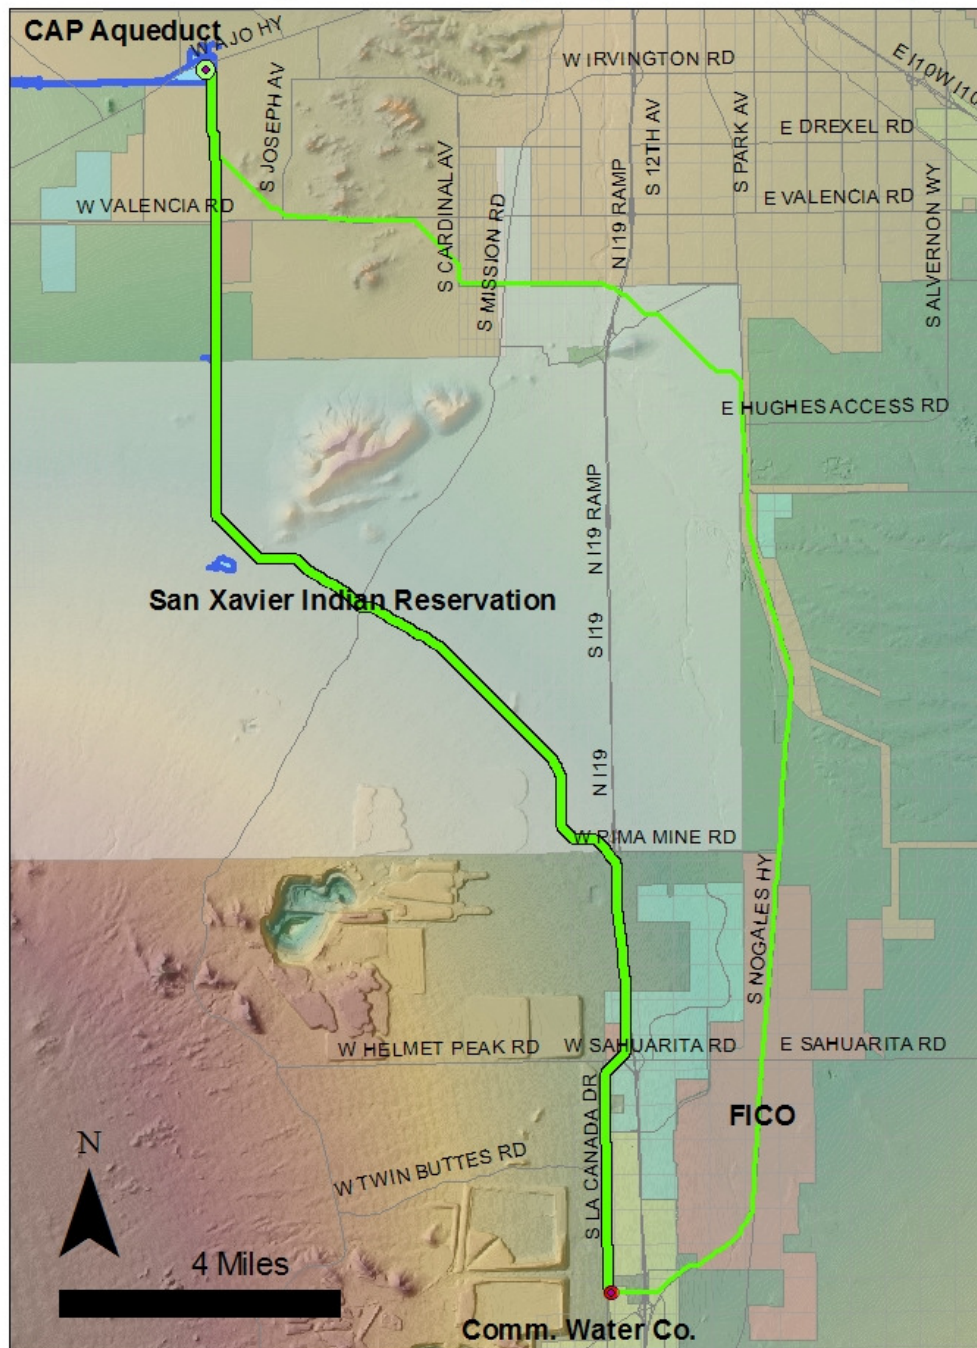 CAP Aqueduct
W AJO HY
W IRVINGTON RD
E I10W I10
S JOSEPH AV
S 12TH AV
S PARK AV
E DREXEL RD
S CARDINAL AV
W VALENCIA RD
E VALENCIA RD
S MISSION RD
N I19 RAMP
S ALVERNON WY
E HUGHES ACCESS RD
N I19 RAMP
San Xavier Indian Reservation
S I19
N I19
W PIMA MINE RD
S NOGALES HY
W HELMET PEAK RD
W SAHUARITA RD
E SAHUARITA RD
FICO
S LA CANADA DR
N
W TWIN BUTTES RD
4 Miles
Comm. Water Co.